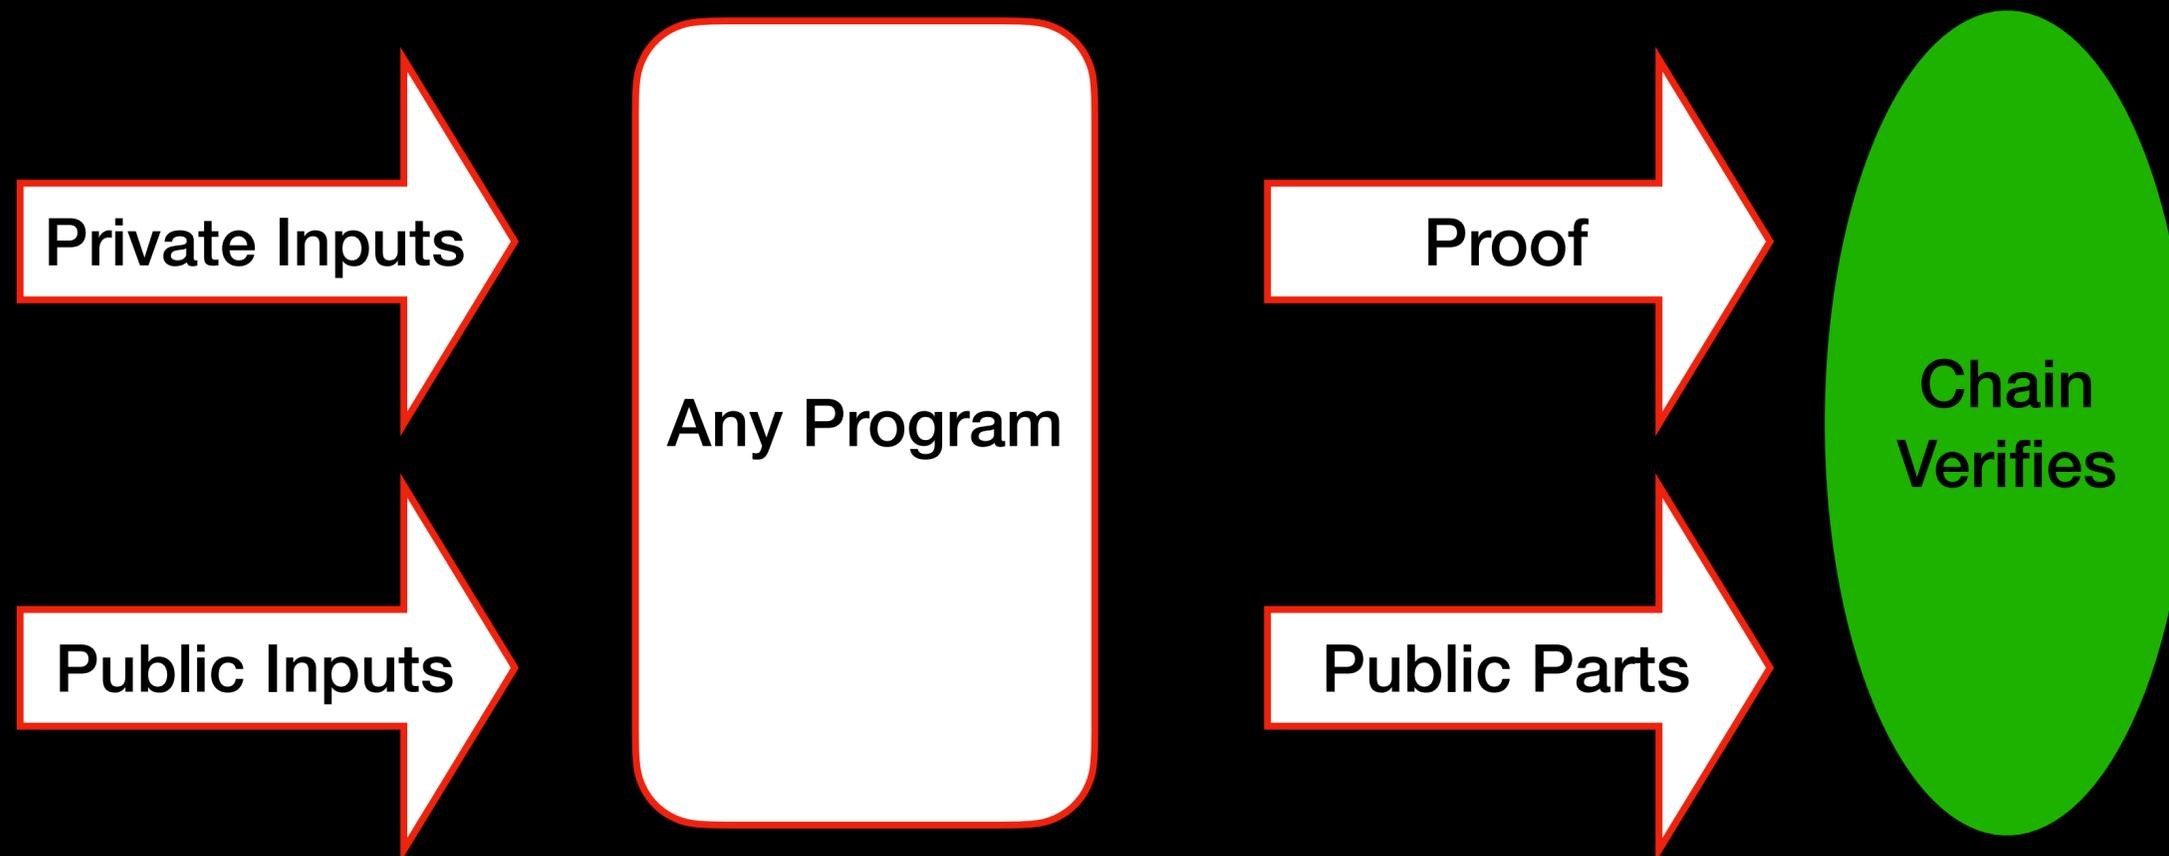 Private Inputs
Public Inputs
Any Program
Proof
Public Parts
Chain
Verifies